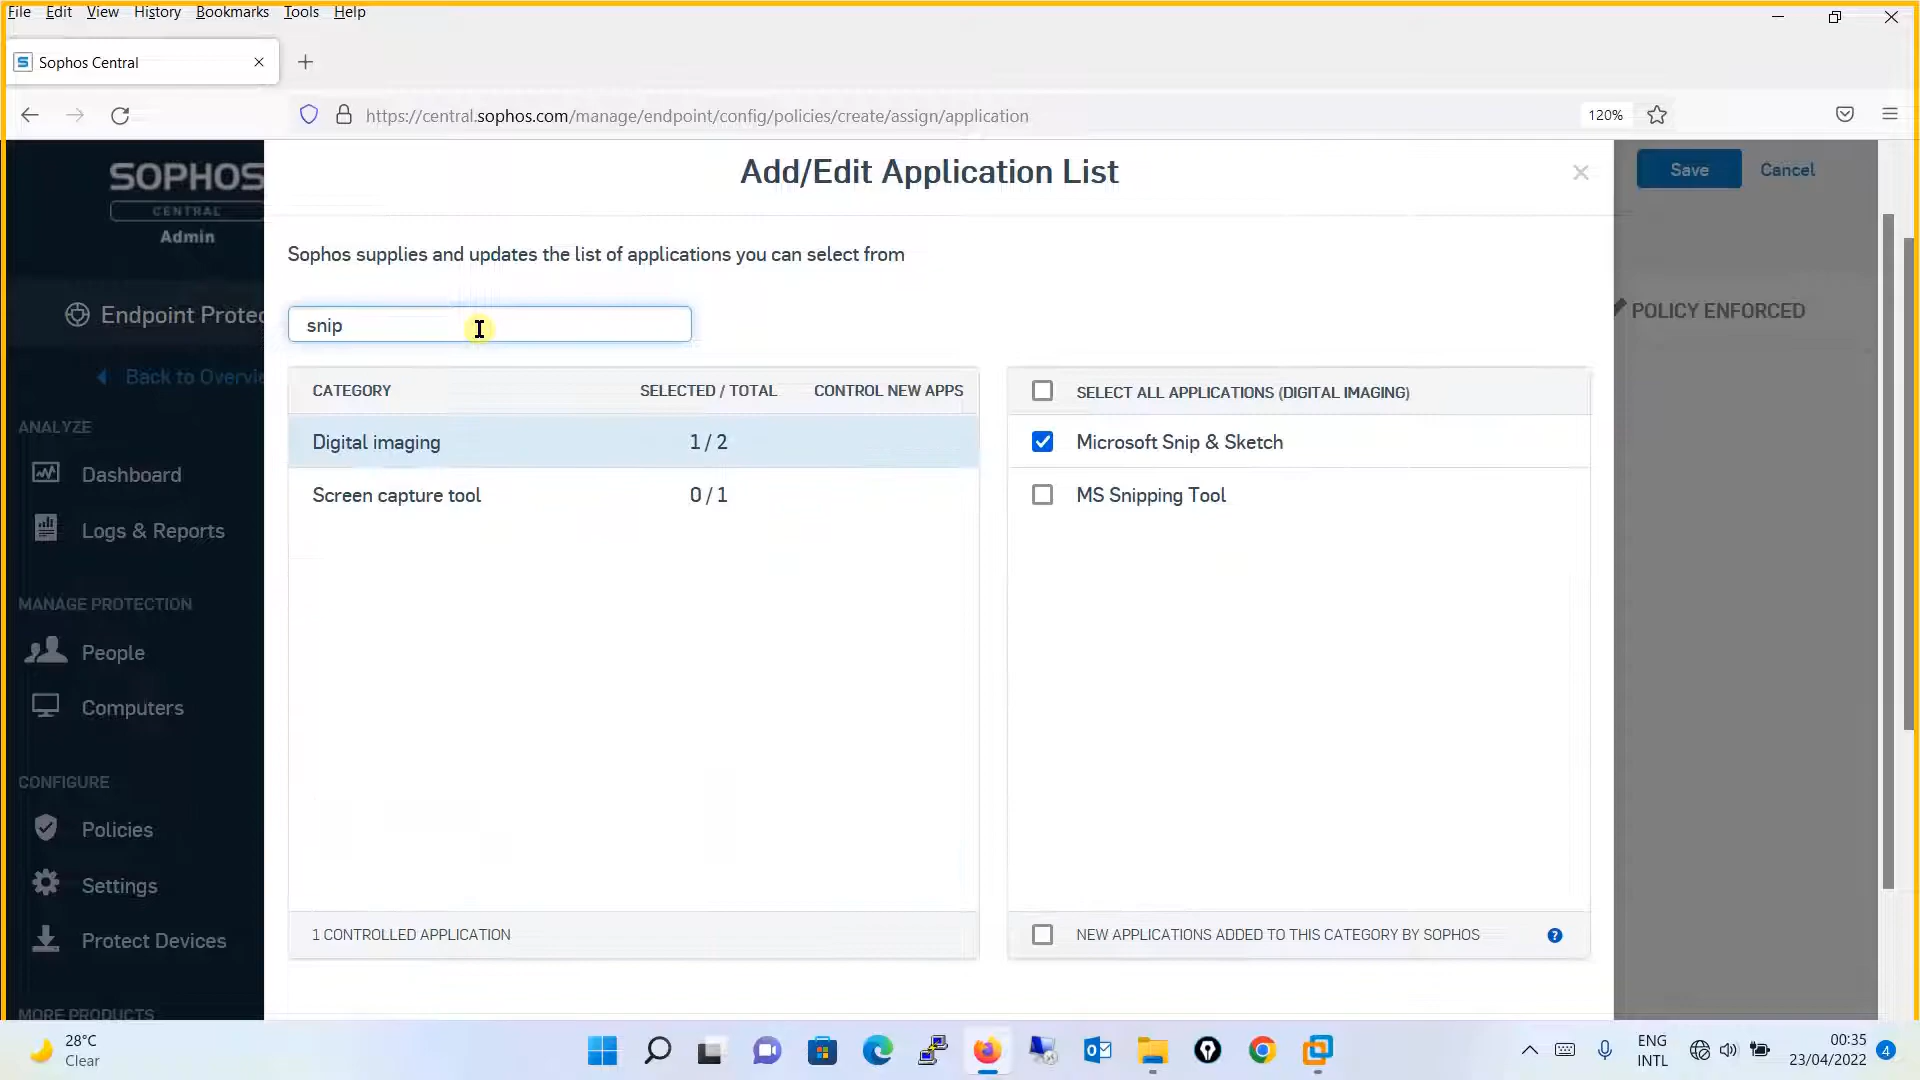 File Edit View History Bookmarks Tools Help
S Sophos Central
https://central.sophos.com/manage/endpoint/config/policies/create/assign/application 120%
SOPHOS
CENTRAL
Admin
Add/Edit Application List
Save Cancel
Sophos supplies and updates the list of applications you can select from
Endpoint Protec
snip
POLICY ENFORCED
Back to Overvie
CATEGORY SELECTED / TOTAL CONTROL NEW APPS
SELECT ALL APPLICATIONS (DIGITAL IMAGING)
Digital imaging 1 / 2
Microsoft Snip & Sketch
Screen capture tool 0 / 1
MS Snipping Tool
ANALYZE
Dashboard
Logs & Reports
MANAGE PROTECTION
People
Computers
CONFIGURE
Policies
Settings
Protect Devices
MORE PRODUCTS
1 CONTROLLED APPLICATION
NEW APPLICATIONS ADDED TO THIS CATEGORY BY SOPHOS ?
28°C
Clear
ENG
INTL
00:35
23/04/2022
4